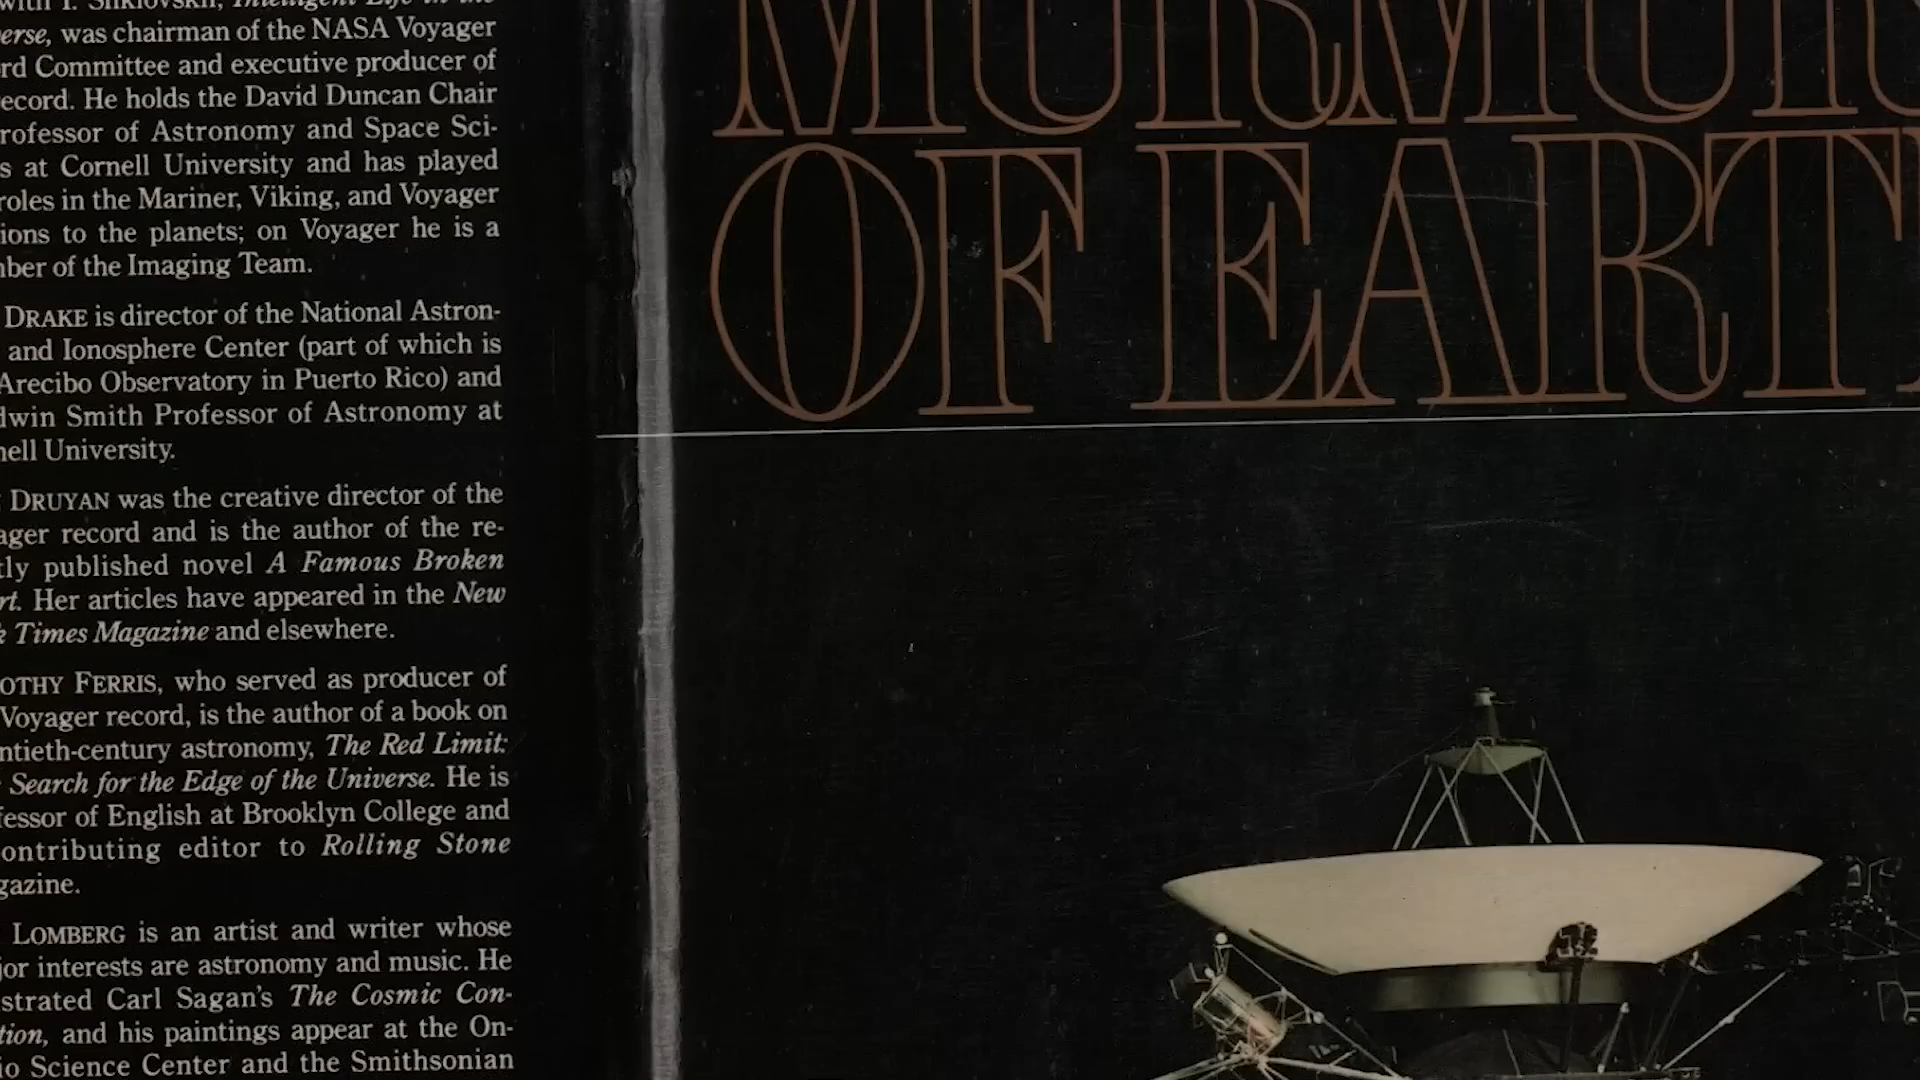 with I. Shklovskii, Intelligent Life in the
erse, was chairman of the NASA Voyager
rd Committee and executive producer of
ecord. He holds the David Duncan Chair
rofessor of Astronomy and Space Sci-
s at Cornell University and has played
roles in the Mariner, Viking, and Voyager
ions to the planets; on Voyager he is a
nber of the Imaging Team.
DRAKE is director of the National Astron-
and Ionosphere Center (part of which is
Arecibo Observatory in Puerto Rico) and
dwin Smith Professor of Astronomy at
nell University.
DRUYAN was the creative director of the
ager record and is the author of the re-
tly published novel A Famous Broken
rt. Her articles have appeared in the New
k Times Magazine and elsewhere.
OTHY FERRIS, who served as producer of
Voyager record, is the author of a book on
ntieth-century astronomy, The Red Limit:
Search for the Edge of the Universe. He is
fessor of English at Brooklyn College and
ontributing editor to Rolling Stone
gazine.
LOMBERG is an artist and writer whose
jor interests are astronomy and music. He
strated Carl Sagan's The Cosmic Con-
tion, and his paintings appear at the On-
io Science Center and the Smithsonian
MURMUR
OF EART